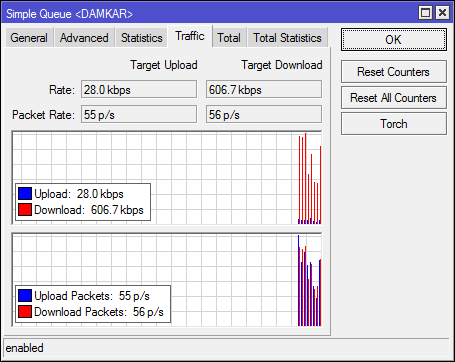 Simple Queue <DAMKAR>
General Advanced Statistics Traffic Total Total Statistics
OK
Reset Counters
Reset All Counters
Torch
Target Upload Target Download
Rate: 28.0 kbps 606.7 kbps
Packet Rate: 55 p/s 56 p/s
Upload: 28.0 kbps
Download: 606.7 kbps
Upload Packets: 55 p/s
Download Packets: 56 p/s
enabled